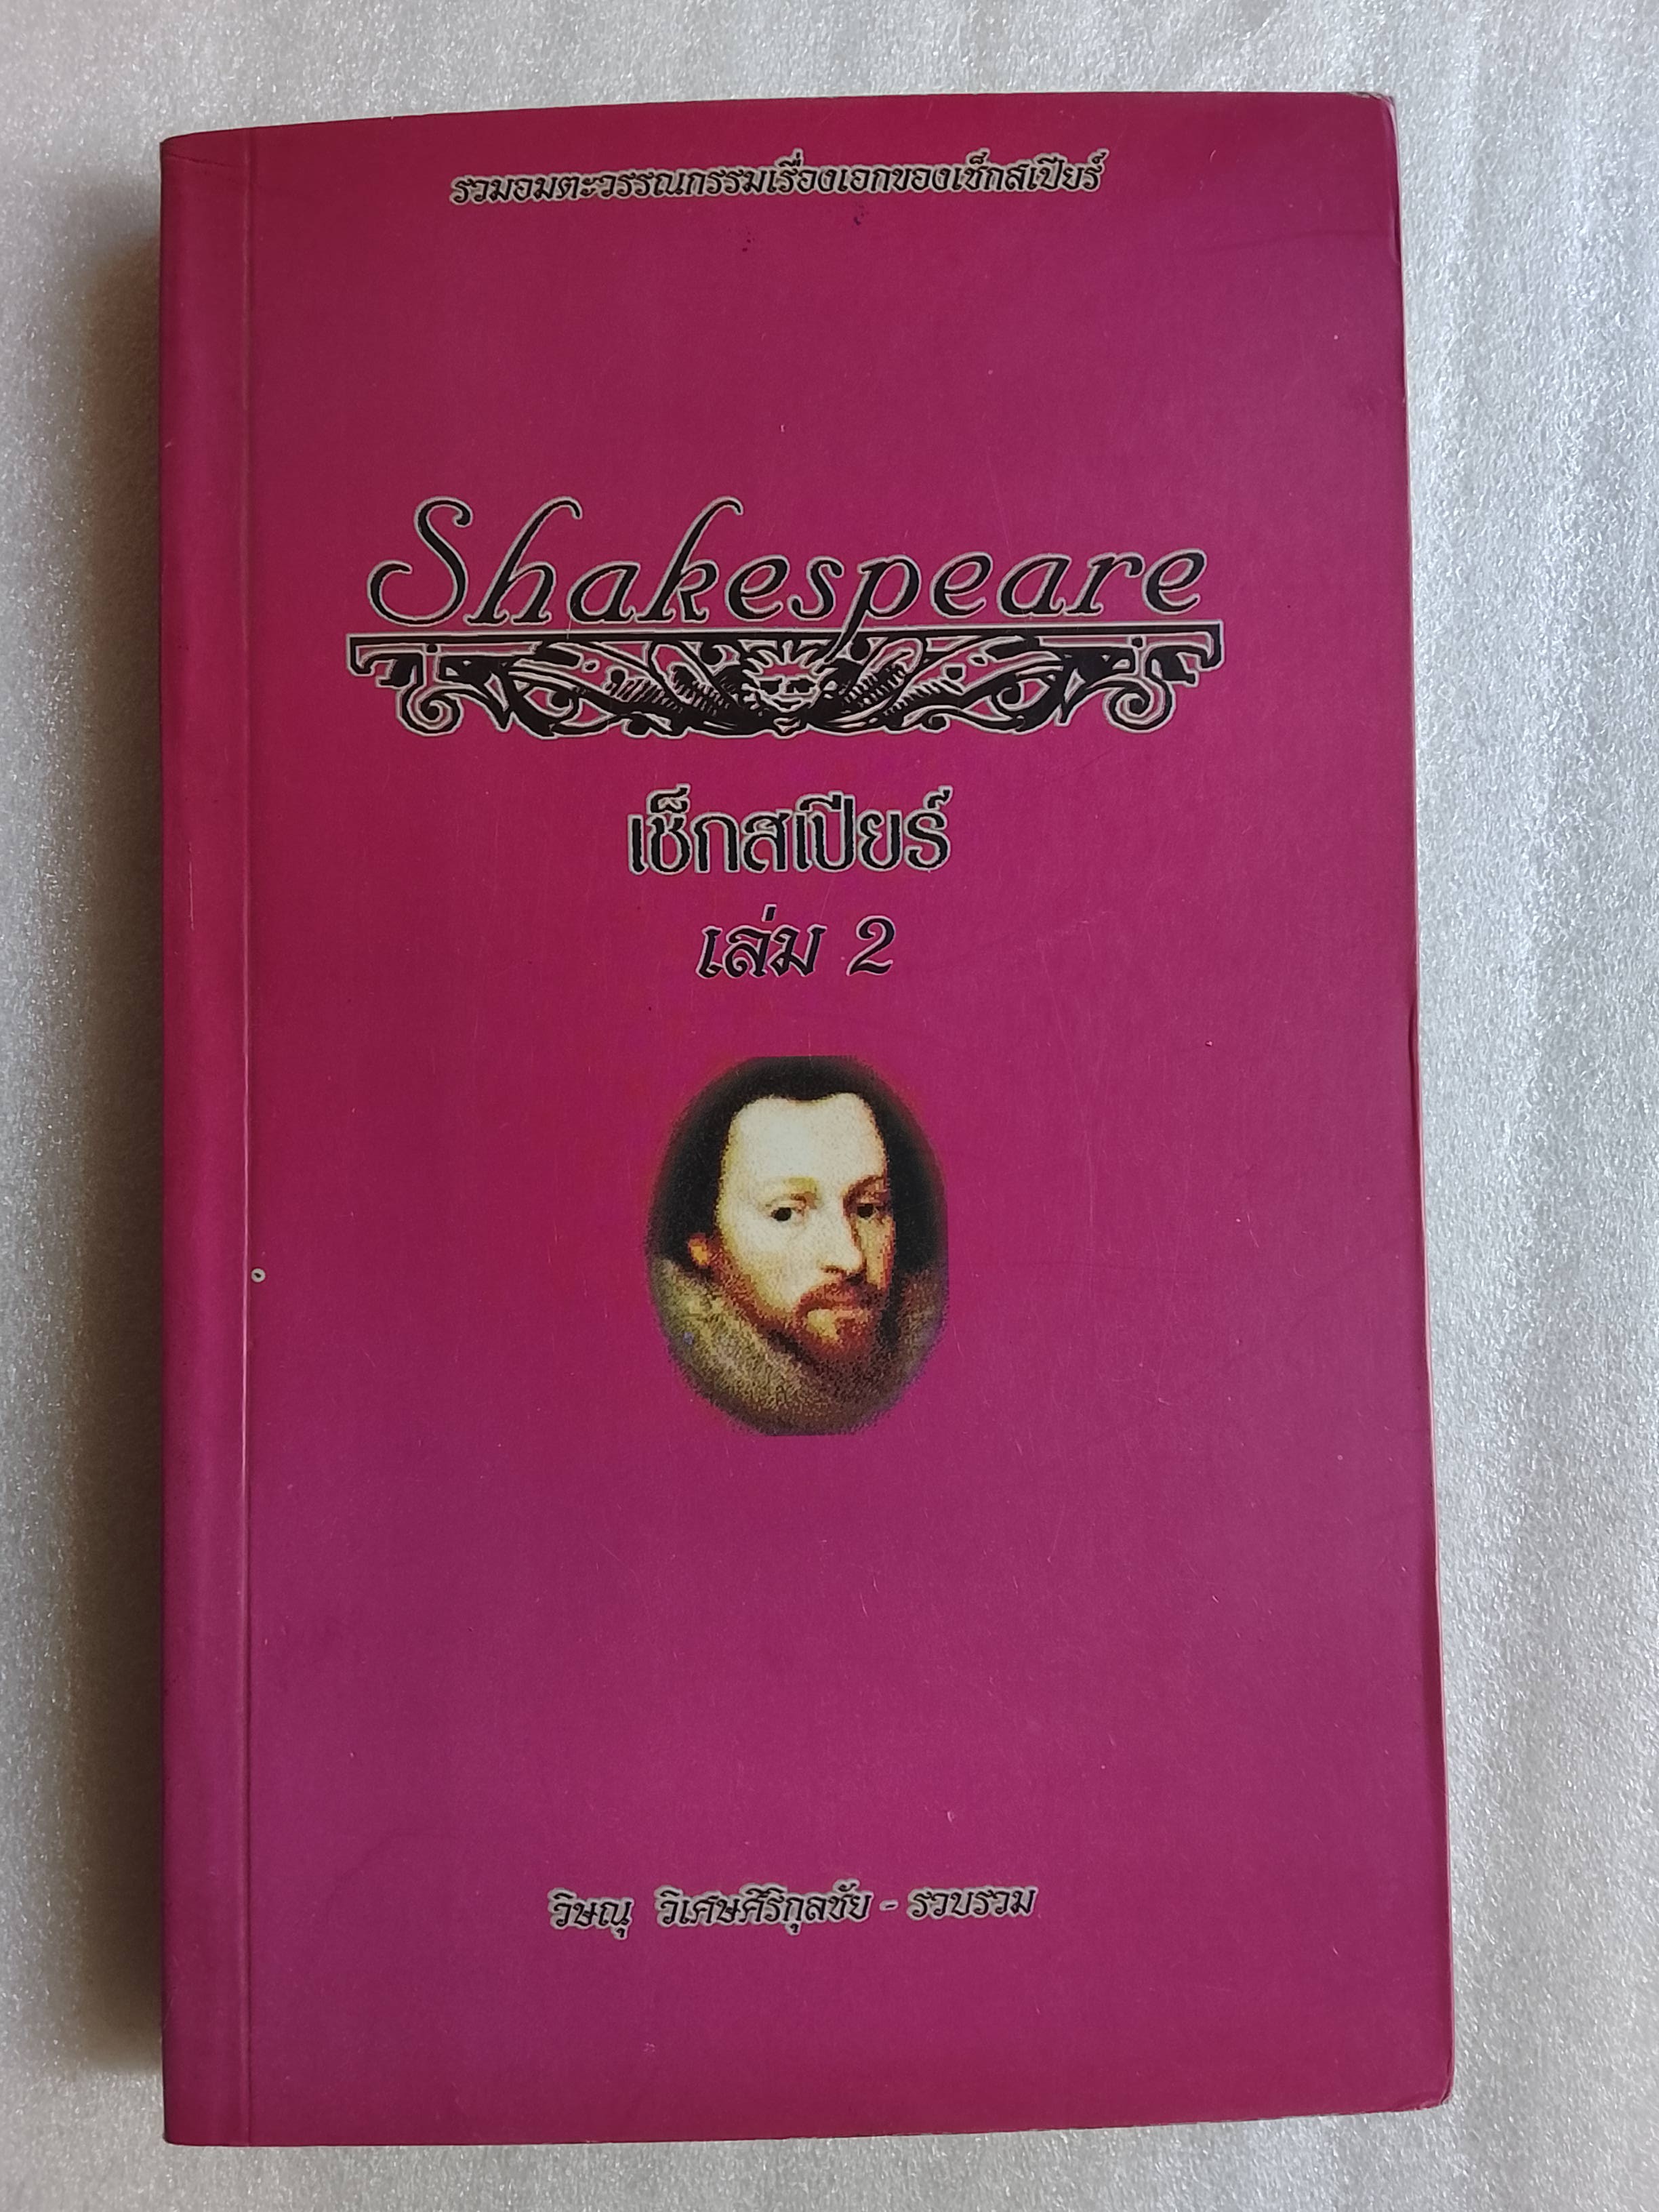 รวมอมตะวรรณกรรมเรื่องเอกของเช็กสเปียร์
Shakespeare
เช็กสเปียร์
เล่ม 2
วิษณุ วิเศษศิริกุลชัย - รวบรวม